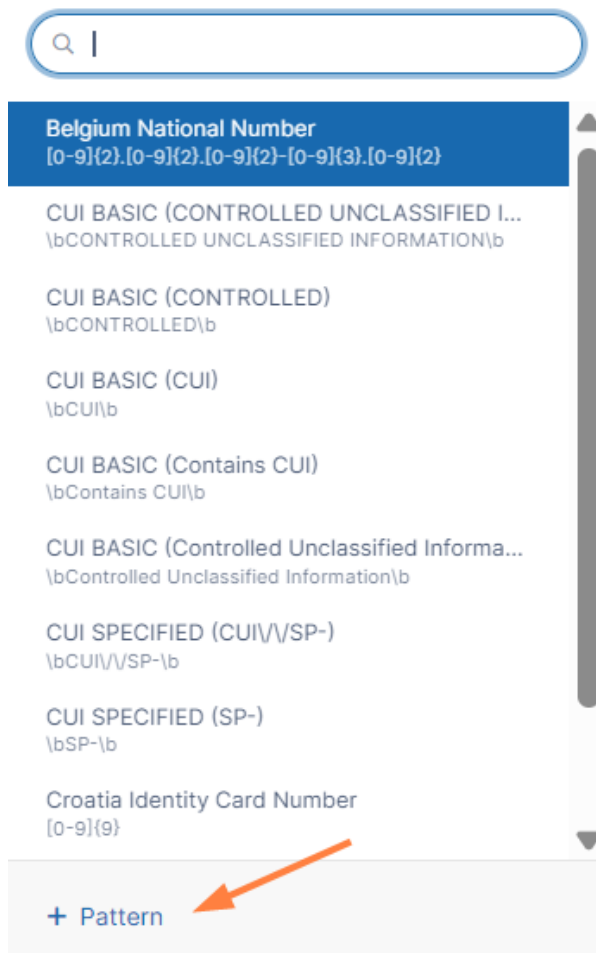 Belgium National Number
[0-9]{2}.[0-9]{2}.[0-9]{2}-[0-9]{3}.[0-9]{2}
CUI BASIC (CONTROLLED UNCLASSIFIED I...
\bCONTROLLED UNCLASSIFIED INFORMATION\b
CUI BASIC (CONTROLLED)
\bCONTROLLED\b
CUI BASIC (CUI)
\bCUI\b
CUI BASIC (Contains CUI)
\bContains CUI\b
CUI BASIC (Controlled Unclassified Informa...
\bControlled Unclassified Information\b
CUI SPECIFIED (CUI\/\/SP-)
\bCUI\/\/SP-\b
CUI SPECIFIED (SP-)
\bSP-\b
Croatia Identity Card Number
[0-9]{9}
+ Pattern